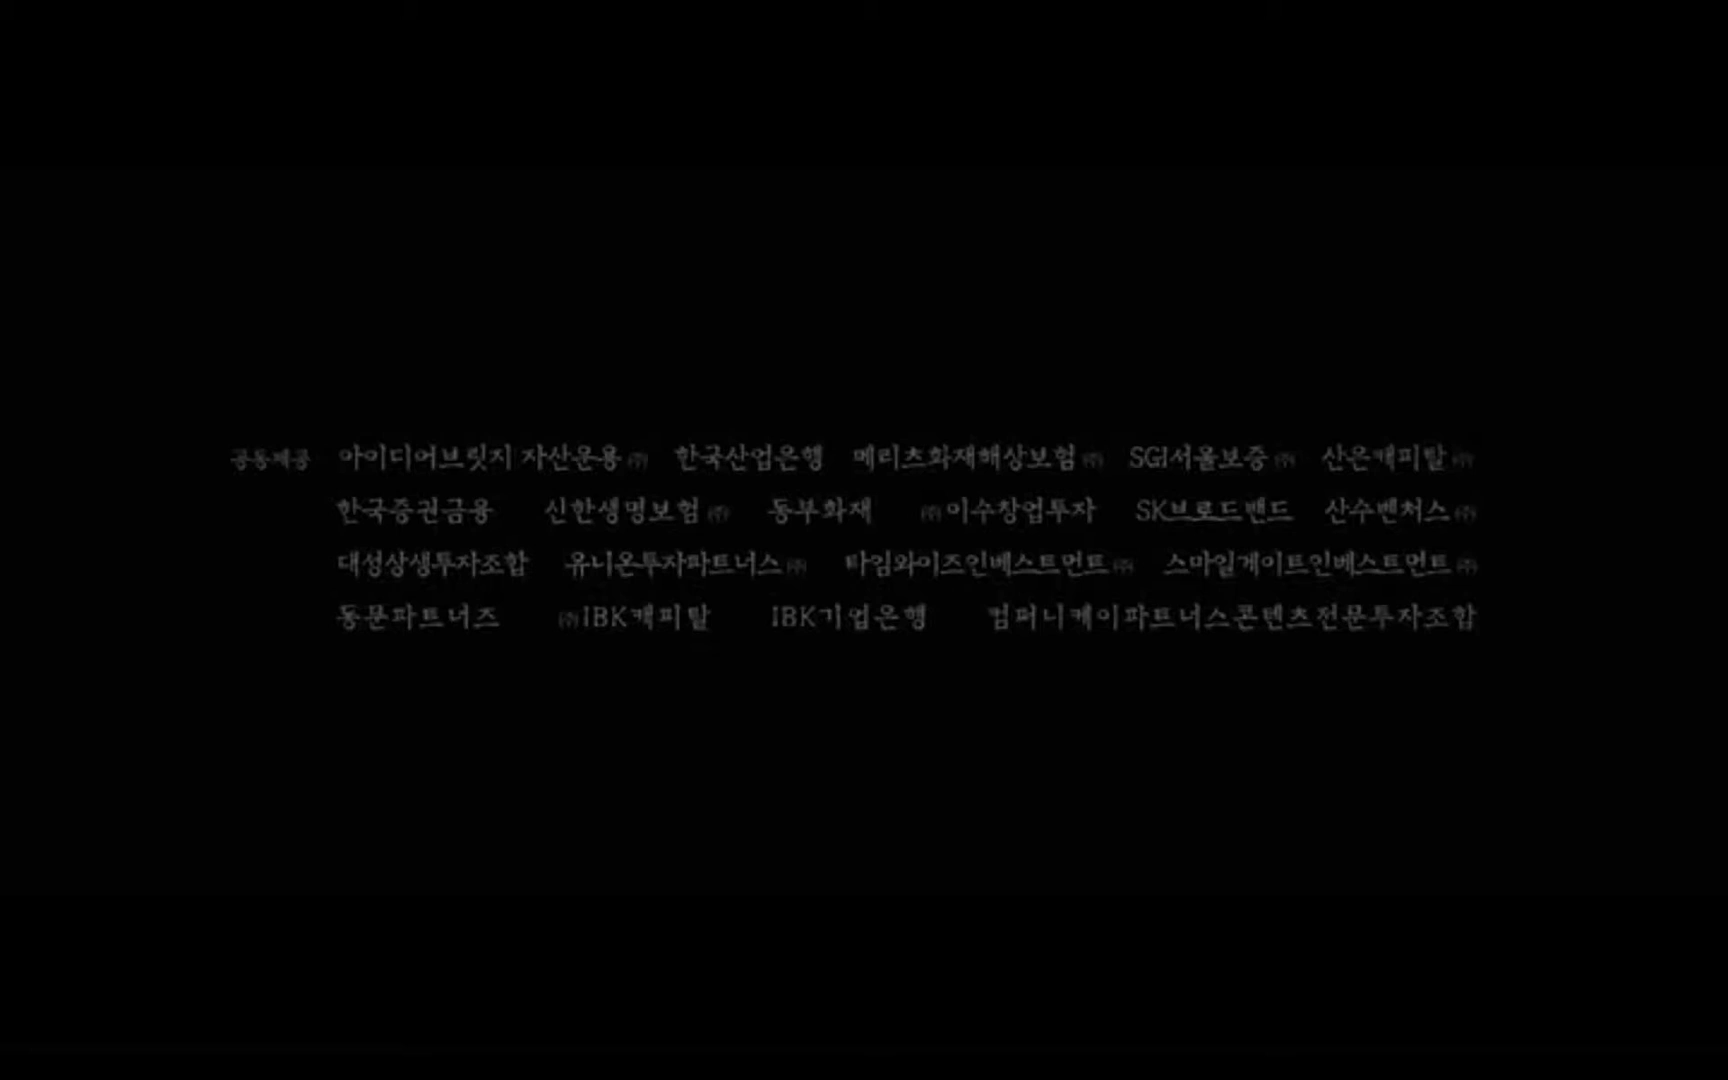 공동제공 아이디어브릿지 자산운용㈜ 한국산업은행 메리츠화재해상보험㈜ SGI서울보증㈜ 산은캐피탈㈜
한국증권금융 신한생명보험㈜ 동부화재 ㈜이수창업투자 SK브로드밴드 산수벤처스㈜
대성상생투자조합 유니온투자파트너스㈜ 타임와이즈인베스트먼트㈜ 스마일게이트인베스트먼트㈜
동문파트너즈 ㈜IBK캐피탈 IBK기업은행 컴퍼니케이파트너스콘텐츠전문투자조합